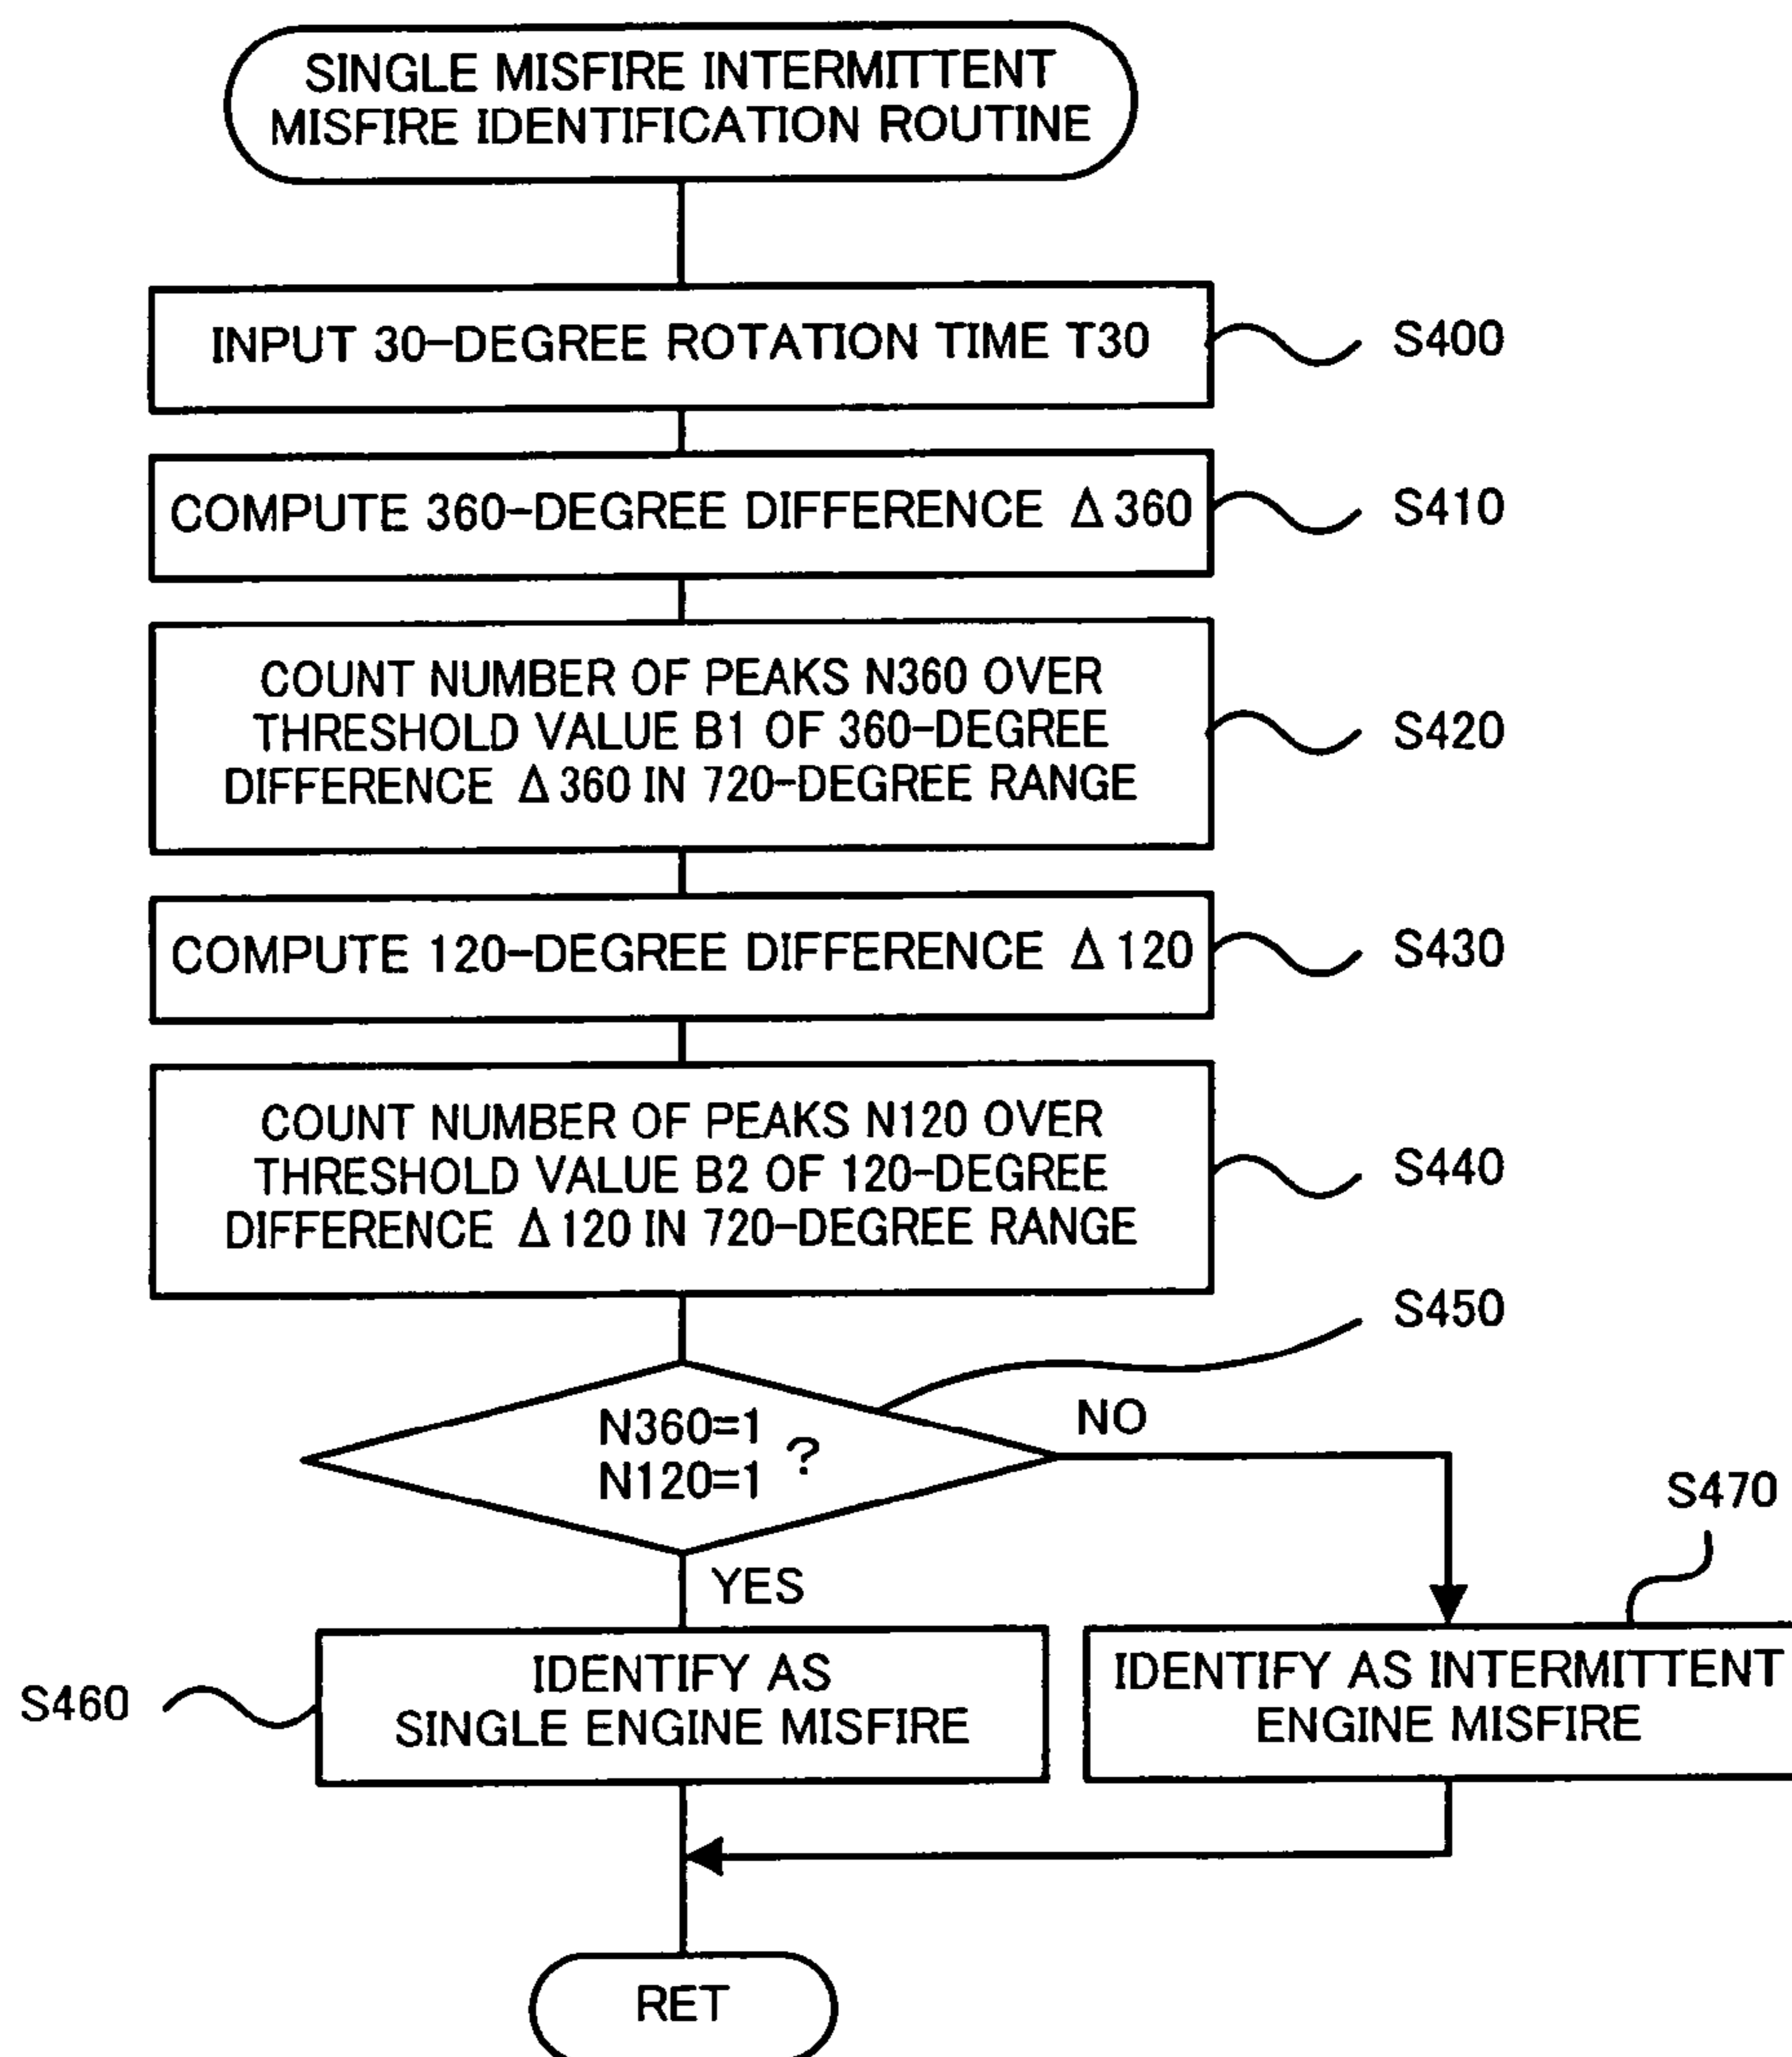 SINGLE MISFIRE INTERMITTENT
MISFIRE IDENTIFICATION ROUTINE
INPUT 30-DEGREE ROTATION TIME T30
S400
COMPUTE 360-DEGREE DIFFERENCE Δ360
S410
COUNT NUMBER OF PEAKS N360 OVER
THRESHOLD VALUE B1 OF 360-DEGREE
DIFFERENCE Δ360 IN 720-DEGREE RANGE
S420
COMPUTE 120-DEGREE DIFFERENCE Δ120
S430
COUNT NUMBER OF PEAKS N120 OVER
THRESHOLD VALUE B2 OF 120-DEGREE
DIFFERENCE Δ120 IN 720-DEGREE RANGE
S440
S450
N360=1
N120=1 ?
NO
YES
S470
S460
IDENTIFY AS
SINGLE ENGINE MISFIRE
IDENTIFY AS INTERMITTENT
ENGINE MISFIRE
RET